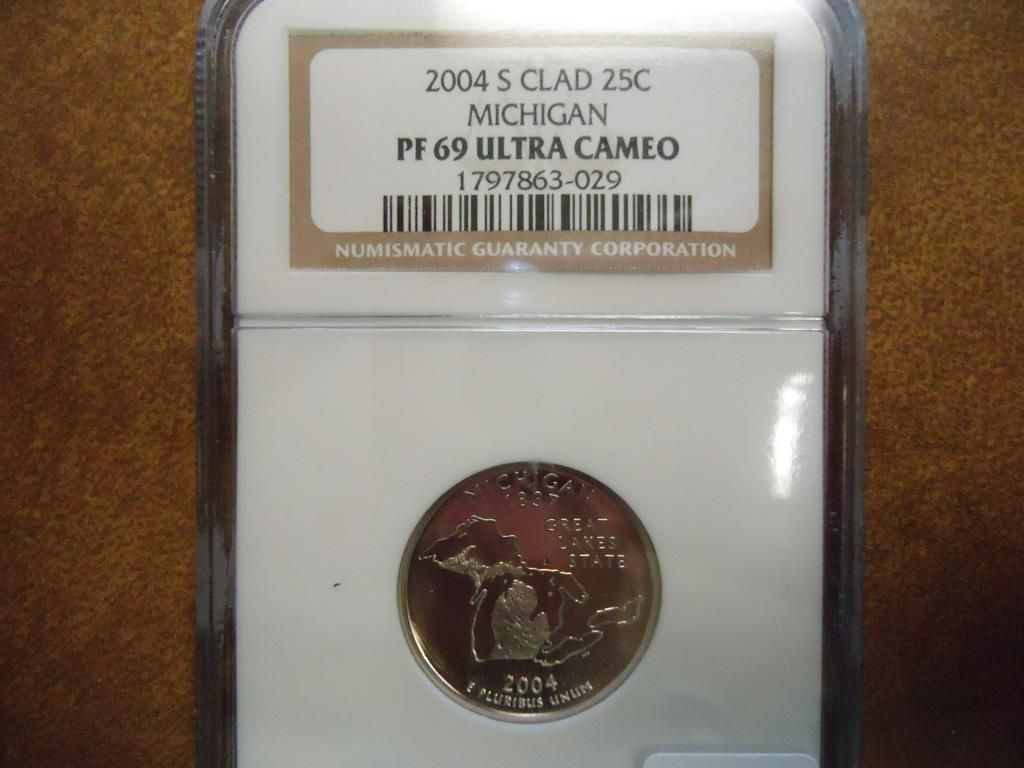 2004 S CLAD 25C
MICHIGAN
PF 69 ULTRA CAMEO
1797863-029
NUMISMATIC GUARANTY CORPORATION
MICHIGAN
1837
GREAT
LAKES
STATE
2004
E PLURIBUS UNUM